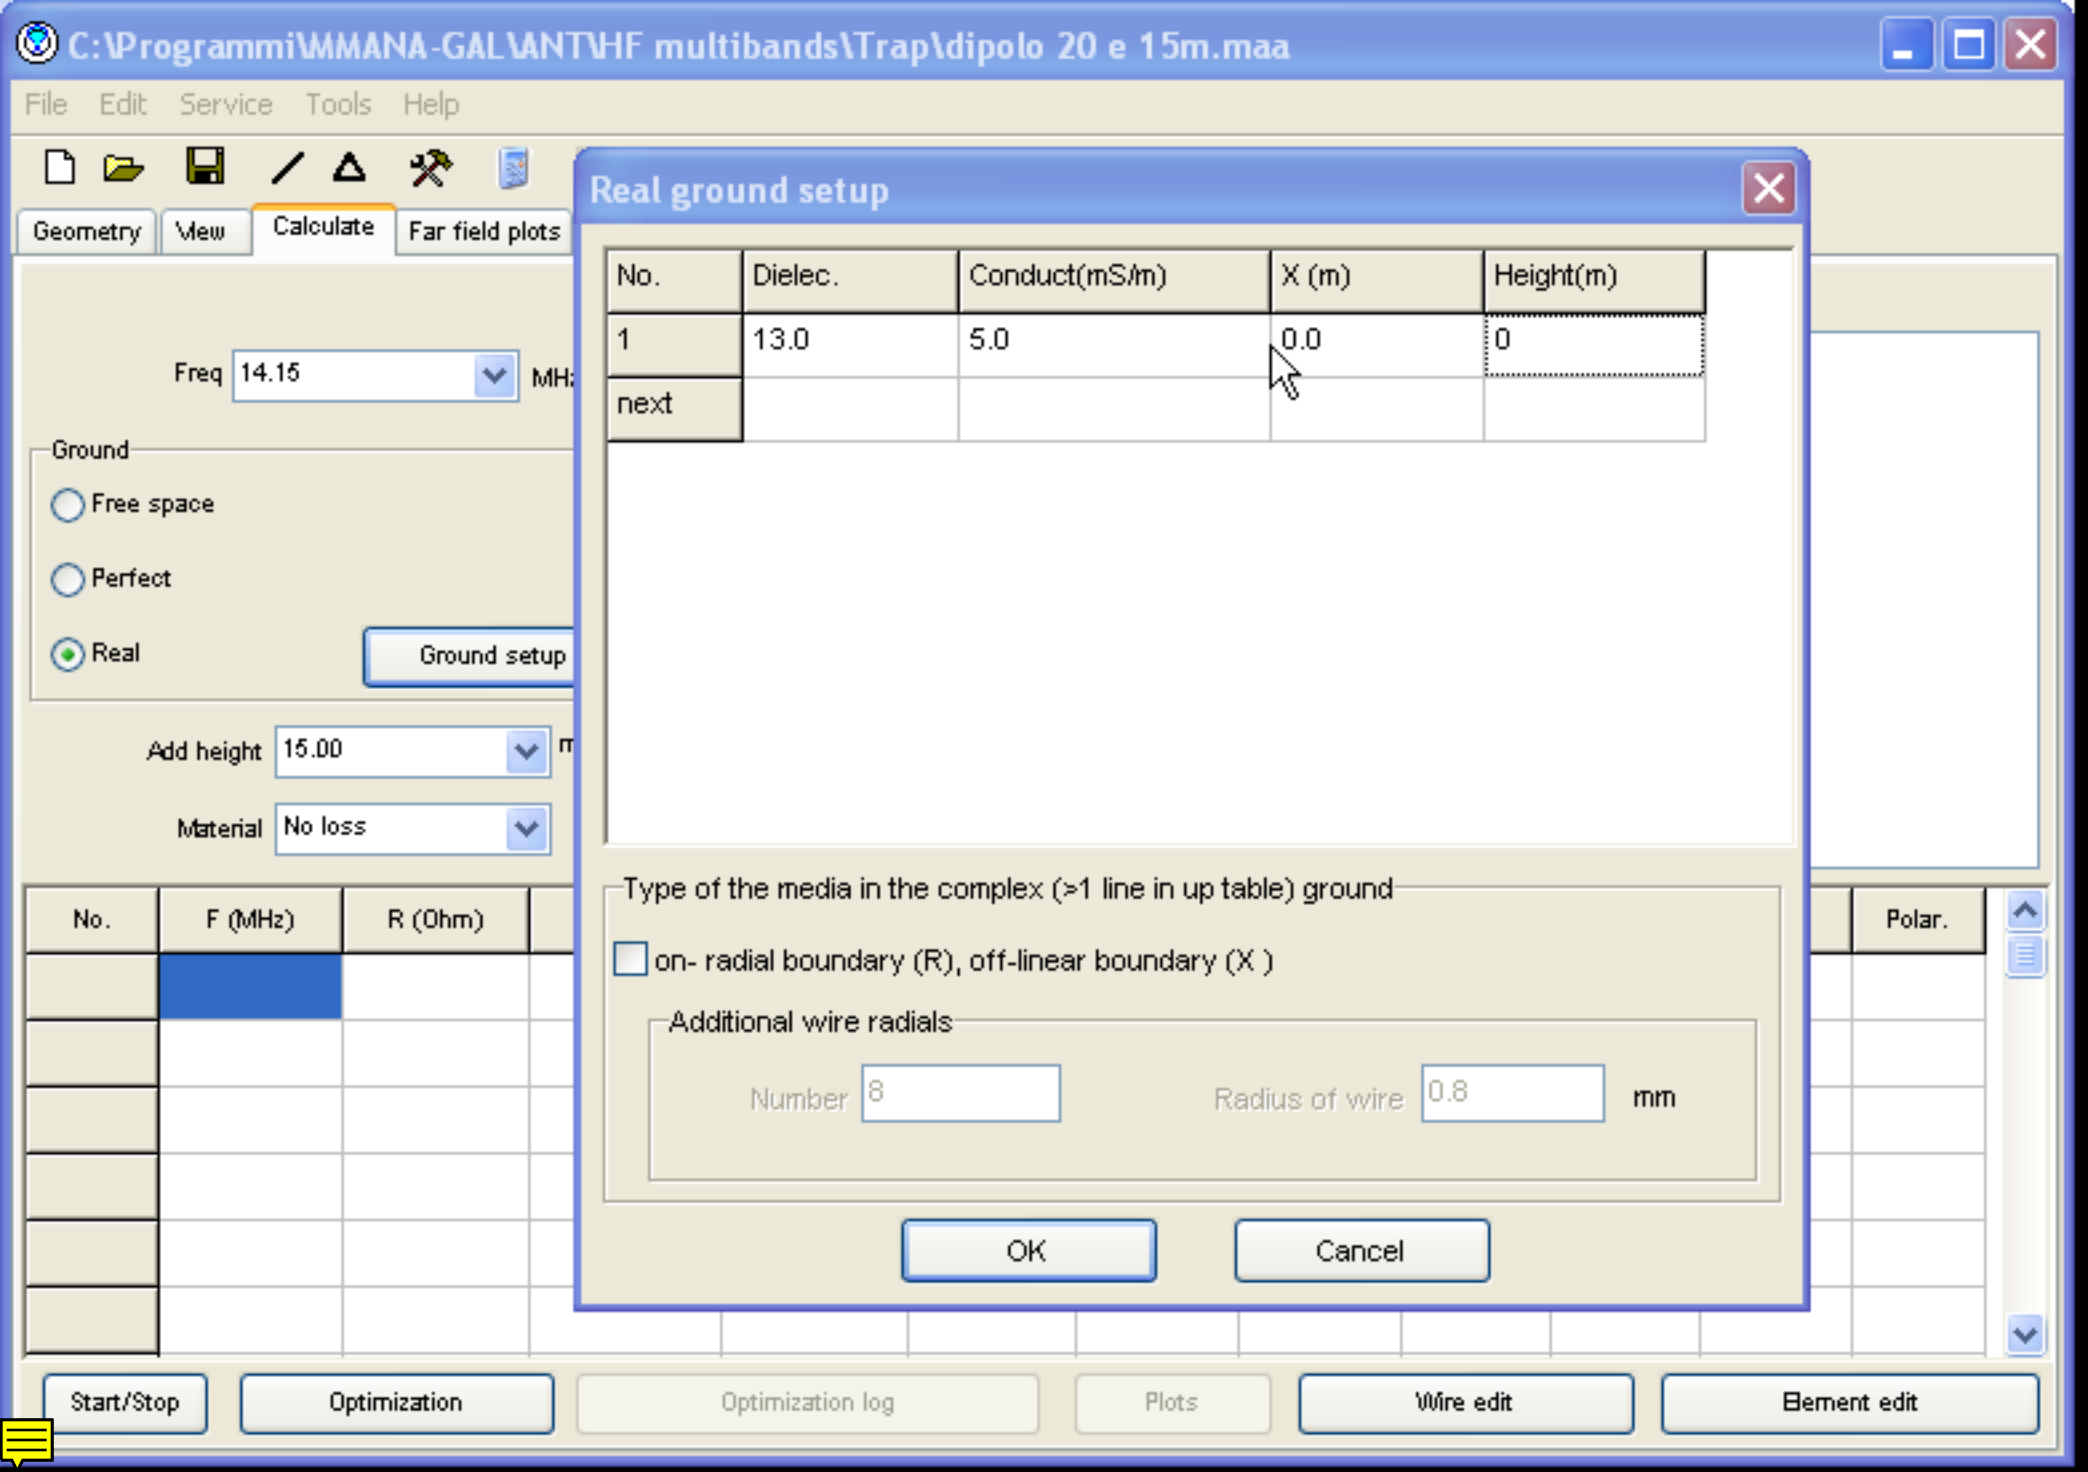 C:\Programmi\MMANA-GAL\ANT\HF multibands\Trap\dipolo 20 e 15m.maa
File Edit Service Tools Help
Geometry View Calculate Far field plots
Freq 14.15 MHz
Ground
Free space
Perfect
Real Ground setup
Add height 15.00 m
Material No loss
No. F (MHz) R (Ohm) Polar.
Real ground setup
No. Dielec. Conduct(mS/m) X (m) Height(m)
1 13.0 5.0 0.0 0
next
Type of the media in the complex (>1 line in up table) ground
on- radial boundary (R), off-linear boundary (X )
Additional wire radials
Number 8 Radius of wire 0.8 mm
OK Cancel
Start/Stop Optimization Optimization log Plots Wire edit Element edit